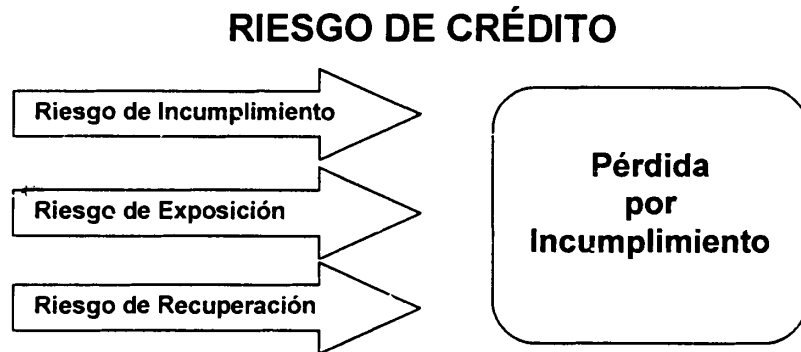 RIESGO DE CRÉDITO
Riesgo de Incumplimiento
Riesgo de Exposición
Riesgo de Recuperación
Pérdida
por
Incumplimiento